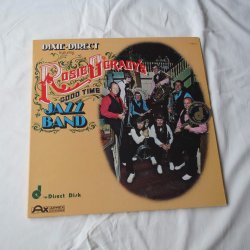 DIXIE-DIRECT
Rosie O'Grady's
GOOD TIME
JAZZ
BAND
d
Direct Disk